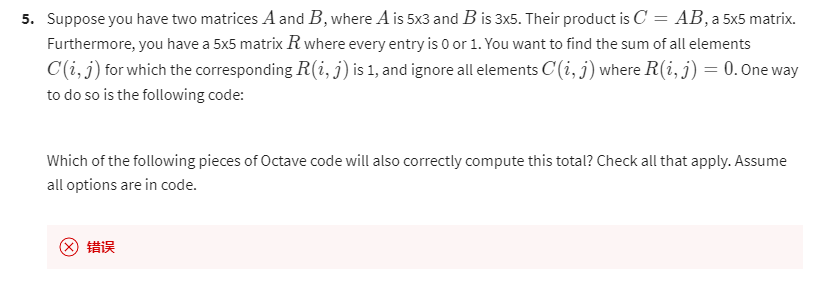 5. Suppose you have two matrices A and B, where A is 5x3 and B is 3x5. Their product is C = AB, a 5x5 matrix.
Furthermore, you have a 5x5 matrix R where every entry is 0 or 1. You want to find the sum of all elements
C(i, j) for which the corresponding R(i, j) is 1, and ignore all elements C(i, j) where R(i, j) = 0. One way
to do so is the following code:
Which of the following pieces of Octave code will also correctly compute this total? Check all that apply. Assume
all options are in code.
错误